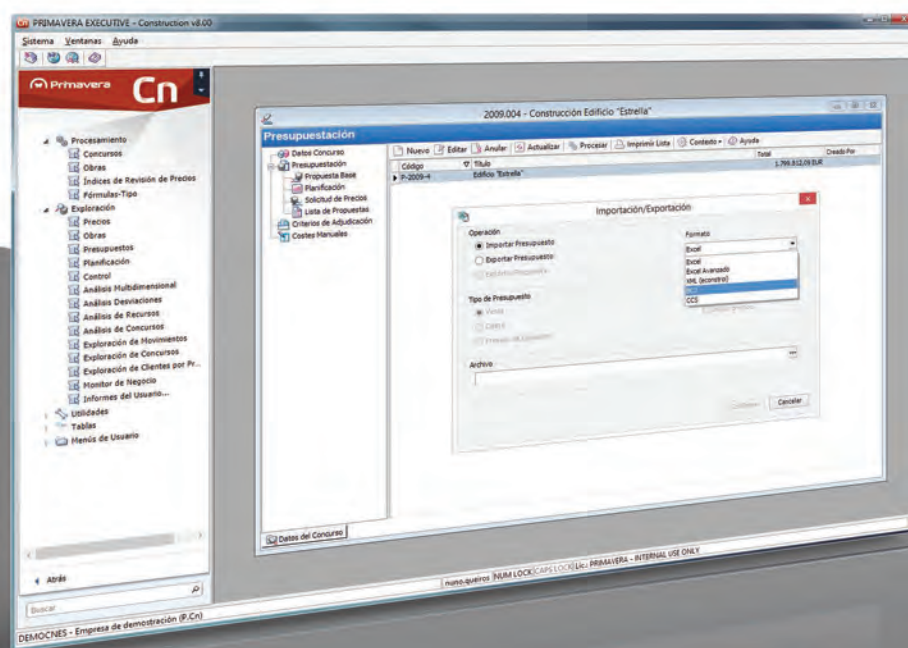 PRIMAVERA EXECUTIVE - Construction v8.00
Sistema Ventanas Ayuda
Primavera Cn
Procesamiento
Concursos
Obras
Índices de Revisión de Precios
Fórmulas-Tipo
Exploración
Precios
Obras
Presupuestos
Planificación
Control
Análisis Multidimensional
Análisis Desviaciones
Análisis de Recursos
Análisis de Concursos
Exploración de Movimientos
Exploración de Concursos
Exploración de Clientes por Pr...
Monitor de Negocio
Informes del Usuario...
Utilidades
Tablas
Menús de Usuario
Atrás
Buscar
2009.004 - Construcción Edificio "Estrella"
Presupuestación
Datos Concurso
Presupuestación
Propuesta Base
Planificación
Solicitud de Precios
Lista de Propuestas
Criterios de Adjudicación
Costes Manuales
Nuevo Editar Anular Actualizar Procesar Imprimir Lista Contexto Ayuda
Código Título Total Creado Por
P-2009-4 Edificio "Estrella"
Importación/Exportación
Operación
Importar Presupuesto
Exportar Presupuesto
Formato
Excel
Excel
Excel Avanzado
XML (econstroi)
BC3
CCS
Tipo de Presupuesto
Venta
Archivo
Cancelar
Datos del Concurso
nuno.queiros NUM LOCK CAPS LOCK Lic.: PRIMAVERA - INTERNAL USE ONLY
DEMOCNES - Empresa de demostración (P.Cn)